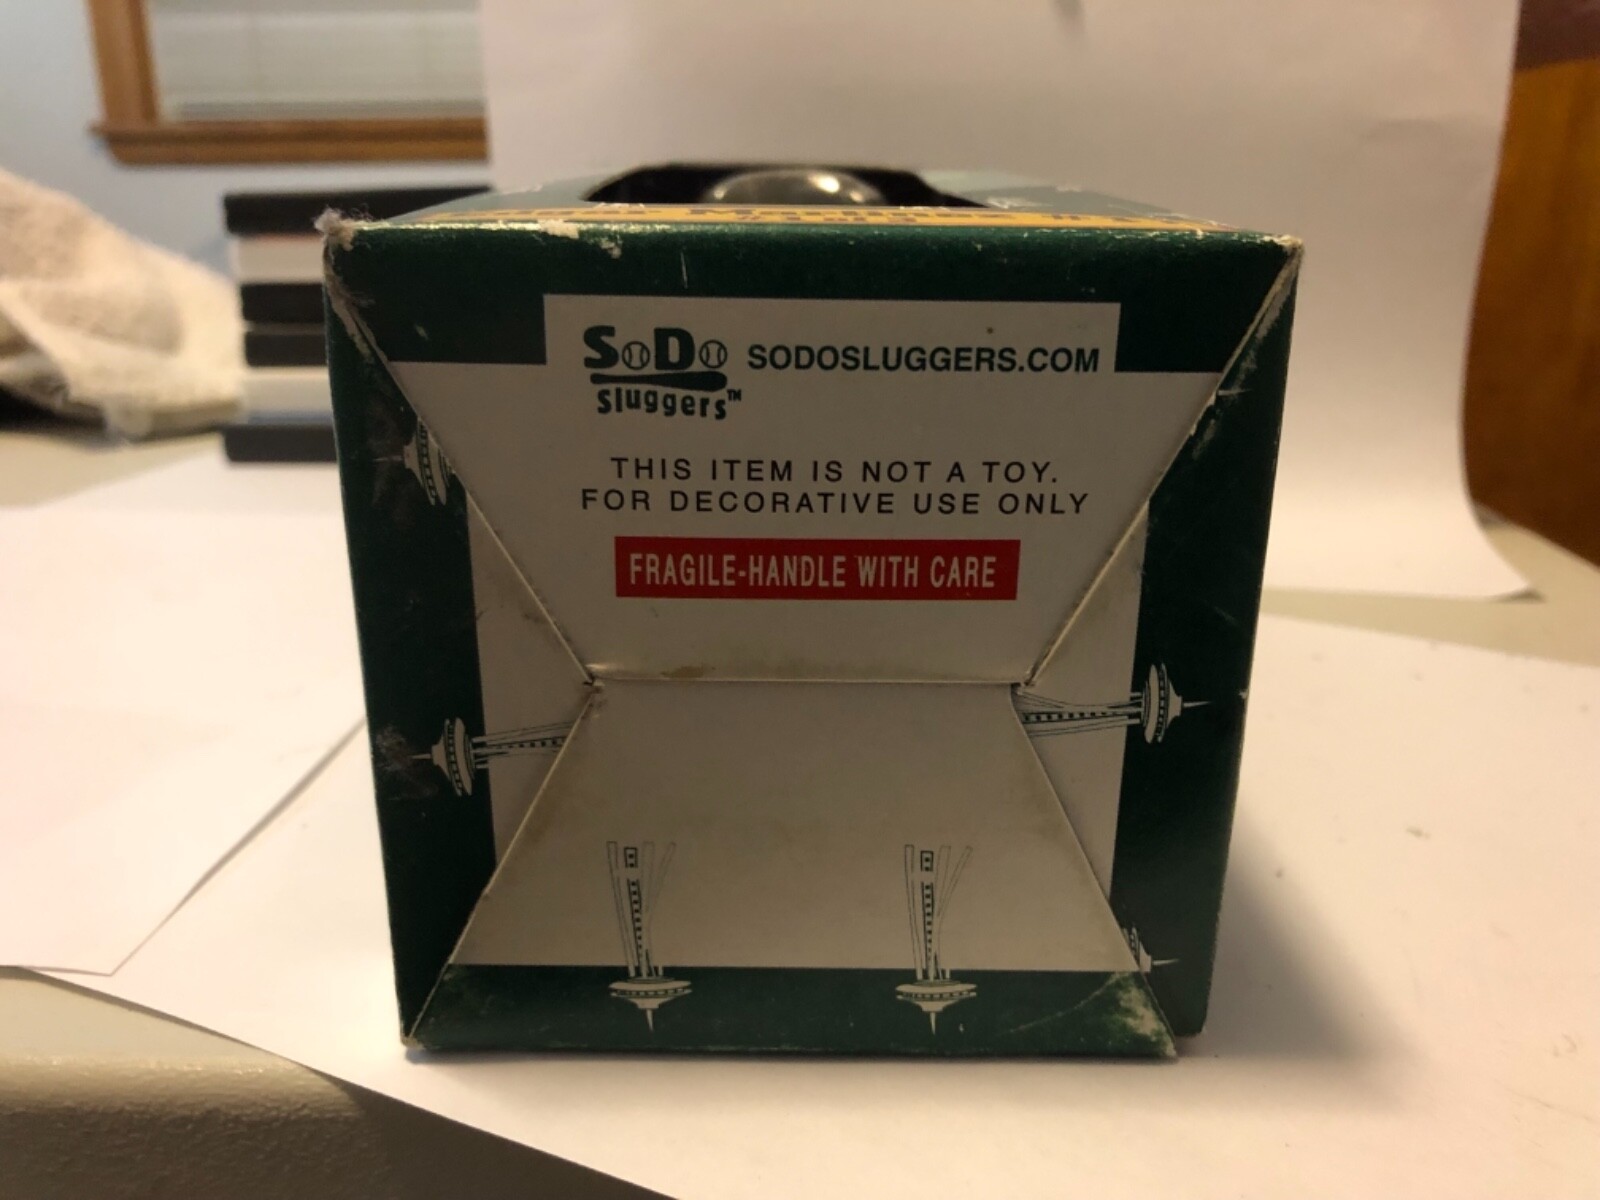 SoDo
sluggers™
SODOSLUGGERS.COM
THIS ITEM IS NOT A TOY.
FOR DECORATIVE USE ONLY
FRAGILE-HANDLE WITH CARE